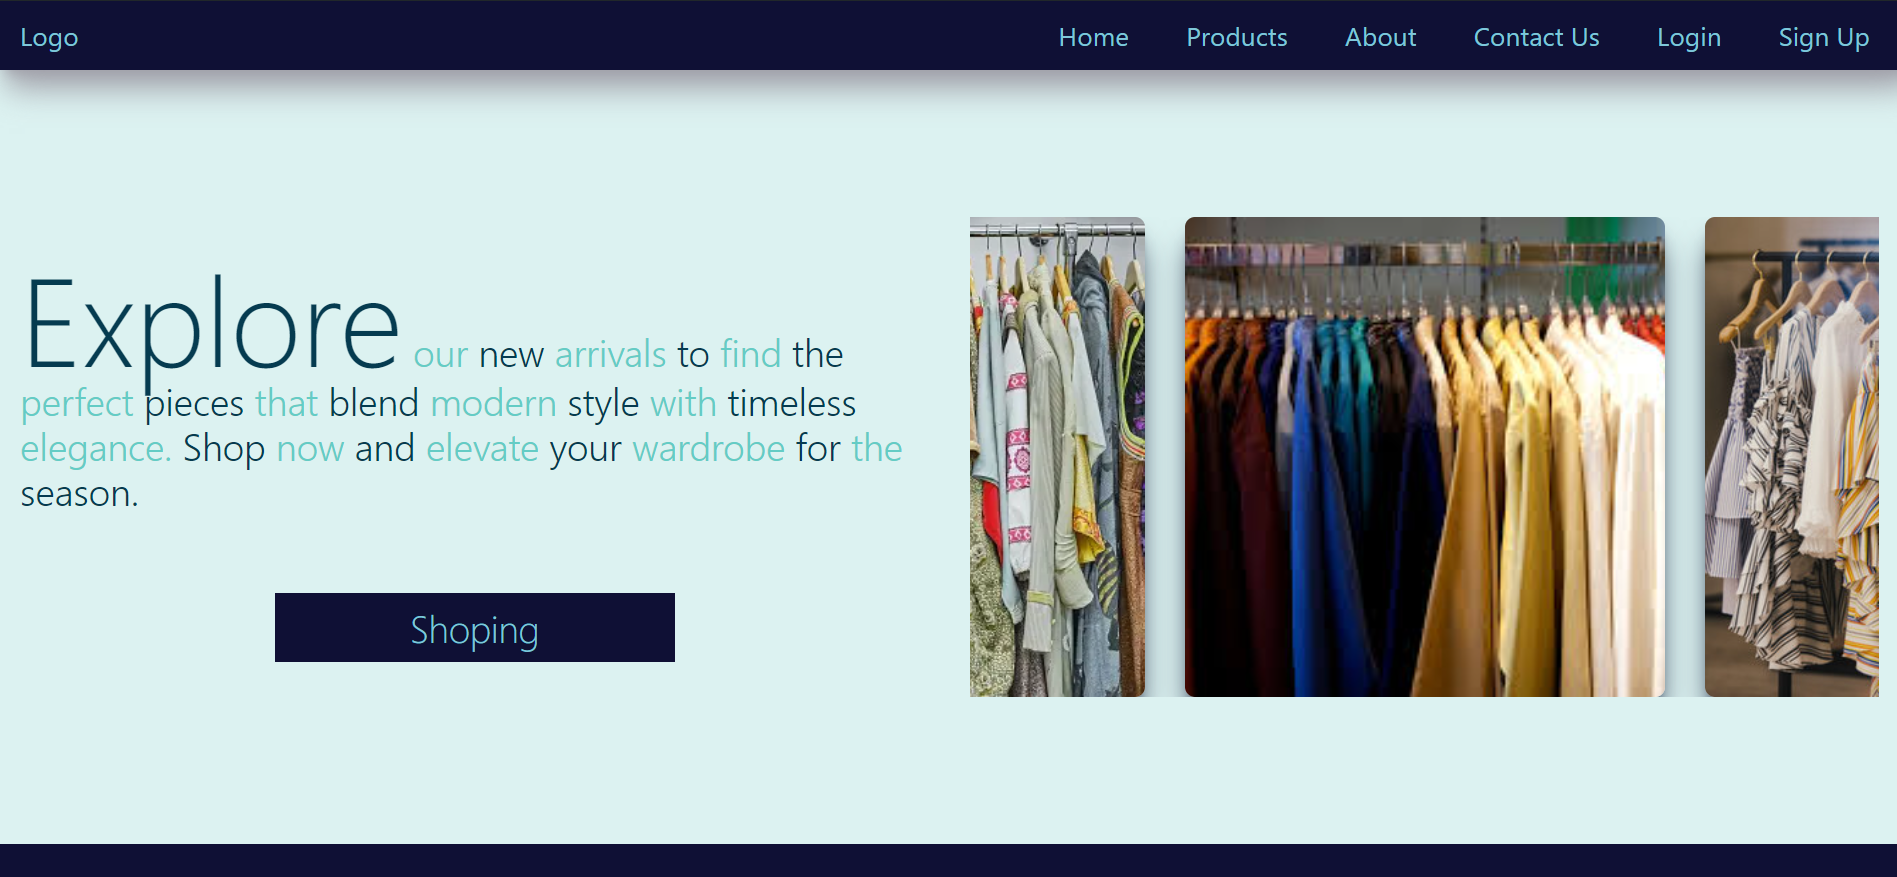 Logo Home Products About Contact Us Login Sign Up
Explore our new arrivals to find the
perfect pieces that blend modern style with timeless
elegance. Shop now and elevate your wardrobe for the
season.
Shoping